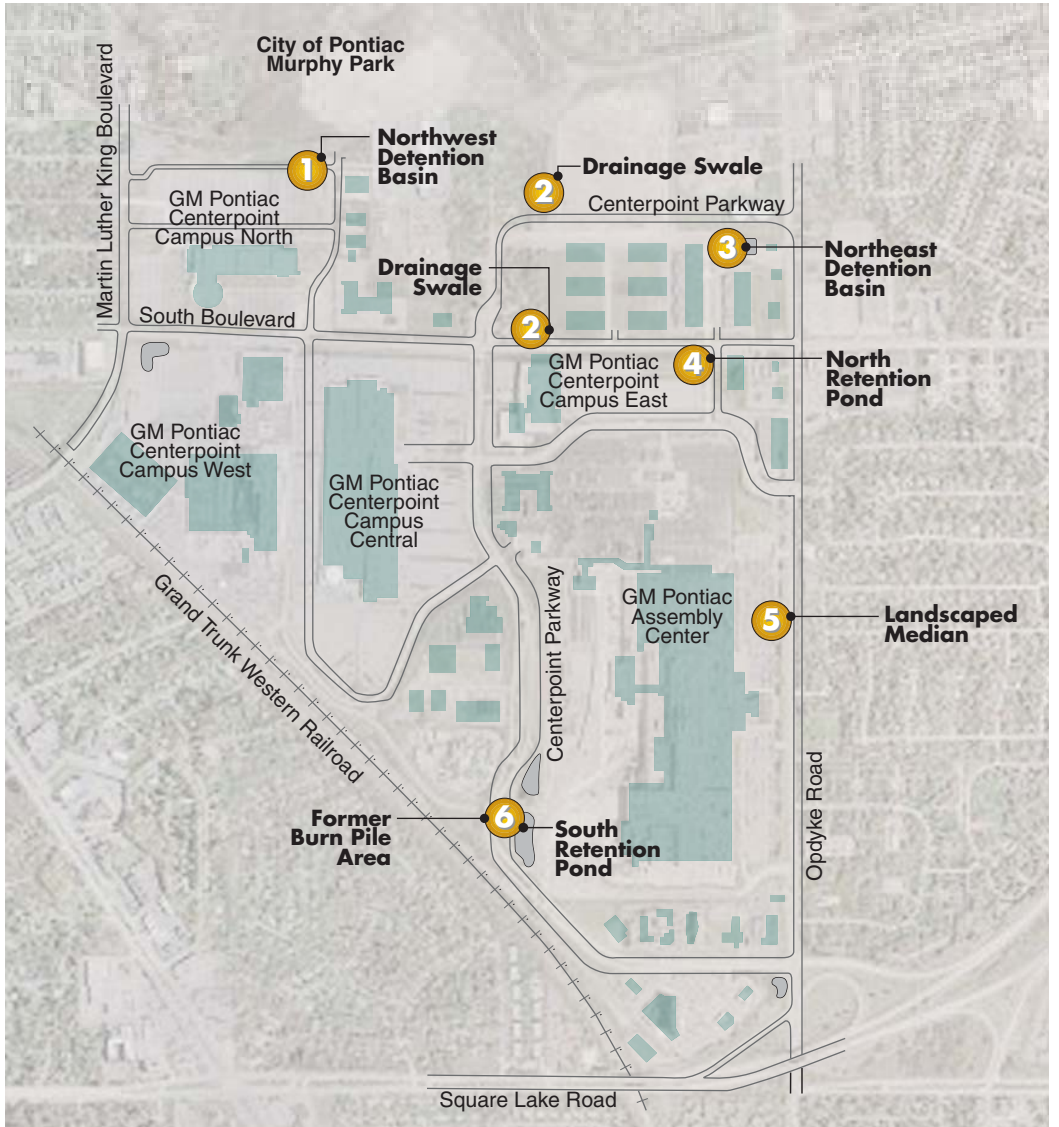 City of Pontiac
Murphy Park
Martin Luther King Boulevard
1
Northwest
Detention
Basin
2
Drainage Swale
Centerpoint Parkway
GM Pontiac
Centerpoint
Campus North
3
Northeast
Detention
Basin
Drainage
Swale
South Boulevard
2
GM Pontiac
Centerpoint
Campus East
4
North
Retention
Pond
GM Pontiac
Centerpoint
Campus West
GM Pontiac
Centerpoint
Campus
Central
Grand Trunk Western Railroad
Centerpoint Parkway
GM Pontiac
Assembly
Center
5
Landscaped
Median
Opdyke Road
Former
Burn Pile
Area
6
South
Retention
Pond
Square Lake Road